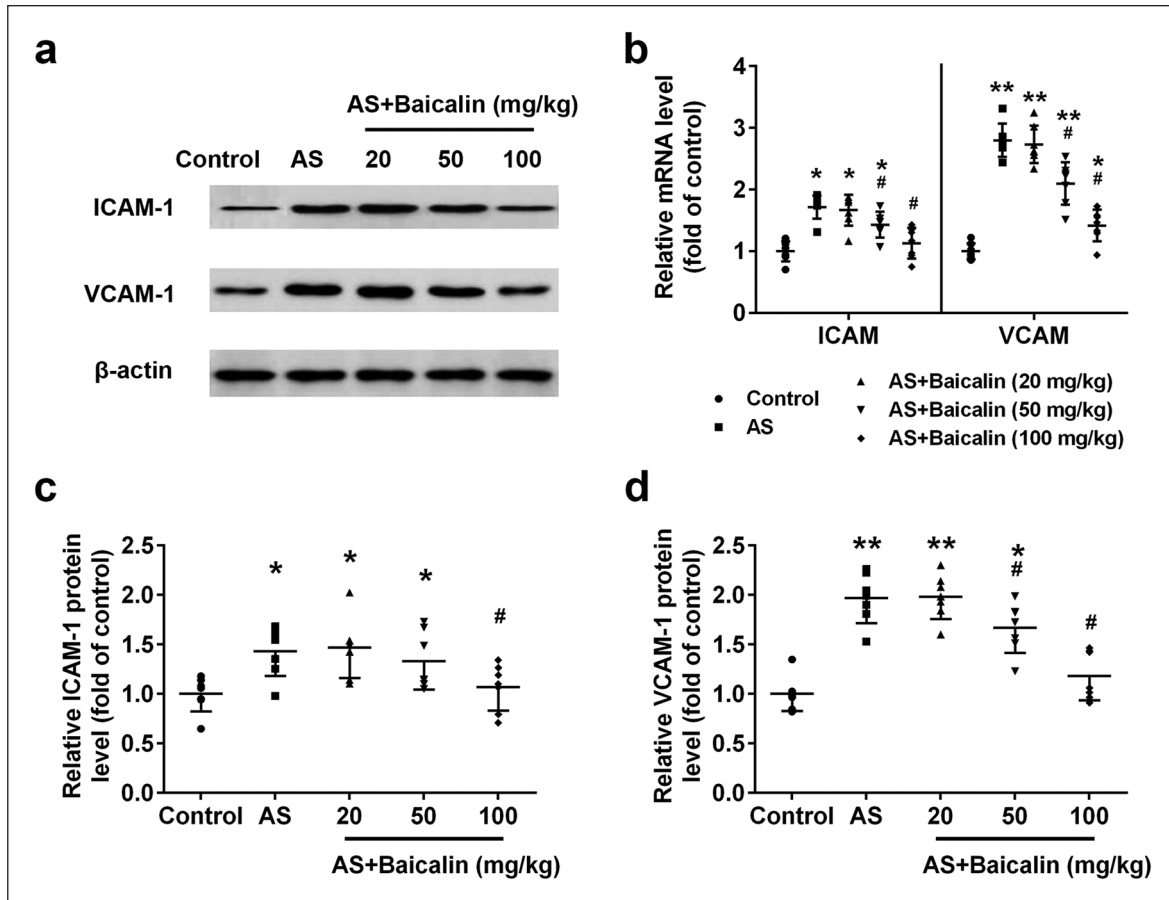 a
AS+Baicalin (mg/kg)
Control AS 20 50 100
ICAM-1
VCAM-1
β-actin
b
Relative mRNA level
(fold of control)
4
3
2
1
0
** ** ** #
* #
* * * # #
ICAM VCAM
● Control
■ AS
▲ AS+Baicalin (20 mg/kg)
▼ AS+Baicalin (50 mg/kg)
◆ AS+Baicalin (100 mg/kg)
c
Relative ICAM-1 protein
level (fold of control)
2.5
2.0
1.5
1.0
0.5
0.0
* * * #
Control AS 20 50 100
AS+Baicalin (mg/kg)
d
Relative VCAM-1 protein
level (fold of control)
2.5
2.0
1.5
1.0
0.5
0.0
** ** * # #
Control AS 20 50 100
AS+Baicalin (mg/kg)